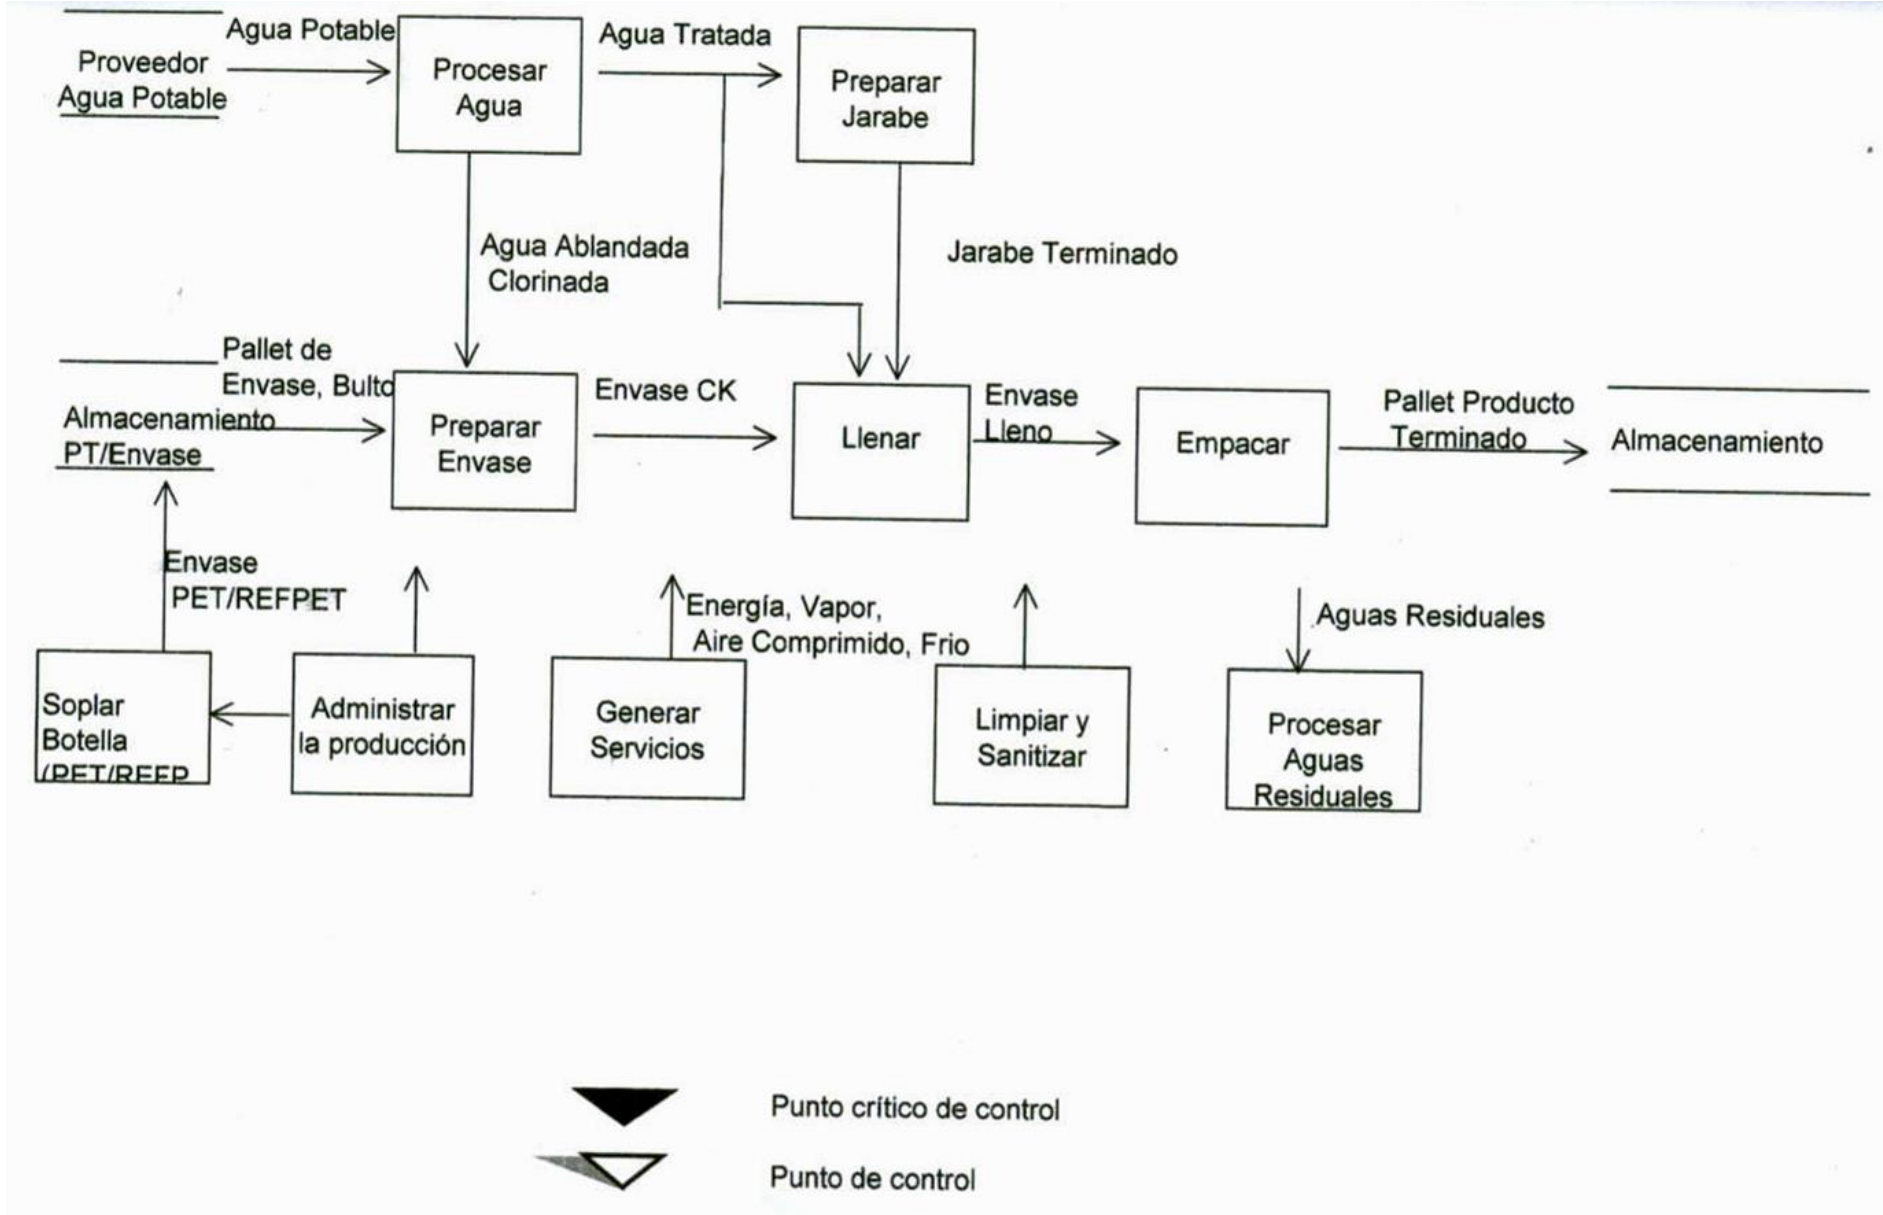 Agua Potable
Proveedor
Agua Potable
Procesar
Agua
Agua Tratada
Preparar
Jarabe
Agua Ablandada
Clorinada
Jarabe Terminado
Pallet de
Envase, Bulto
Almacenamiento
PT/Envase
Preparar
Envase
Envase CK
Llenar
Envase
Lleno
Empacar
Pallet Producto
Terminado
Almacenamiento
Envase
PET/REFPET
Soplar
Botella
(PET/REFP
Administrar
la producción
Energía, Vapor,
Aire Comprimido, Frio
Generar
Servicios
Limpiar y
Sanitizar
Aguas Residuales
Procesar
Aguas
Residuales
Punto crítico de control
Punto de control